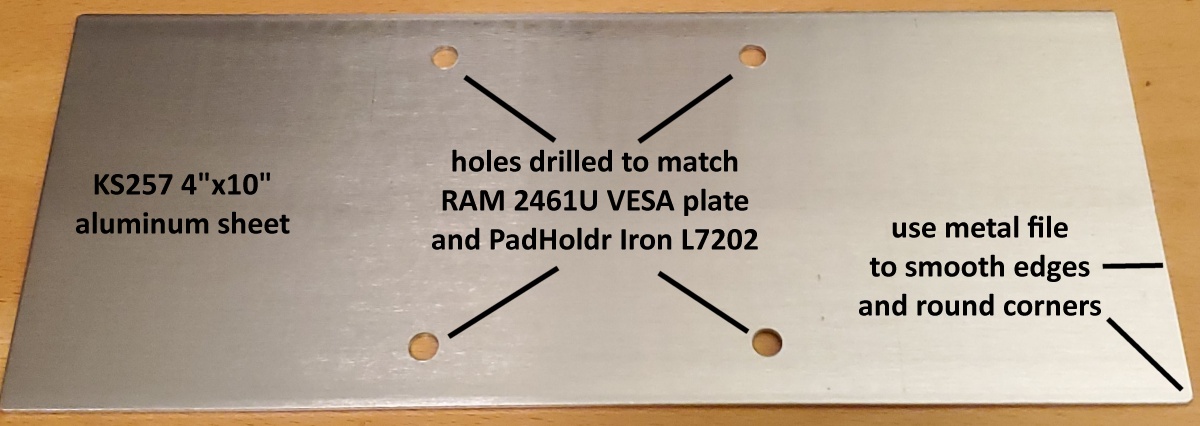 KS257 4"x10"
aluminum sheet
holes drilled to match
RAM 2461U VESA plate
and PadHoldr Iron L7202
use metal file
to smooth edges
and round corners